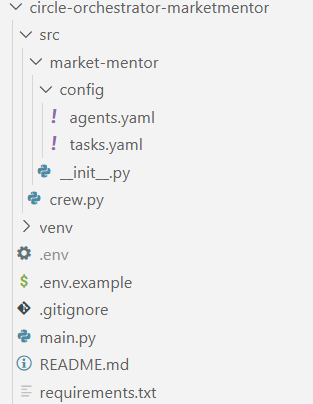 circle-orchestrator-marketmentor
src
market-mentor
config
! agents.yaml
! tasks.yaml
__init__.py
crew.py
venv
.env
$ .env.example
.gitignore
main.py
README.md
requirements.txt